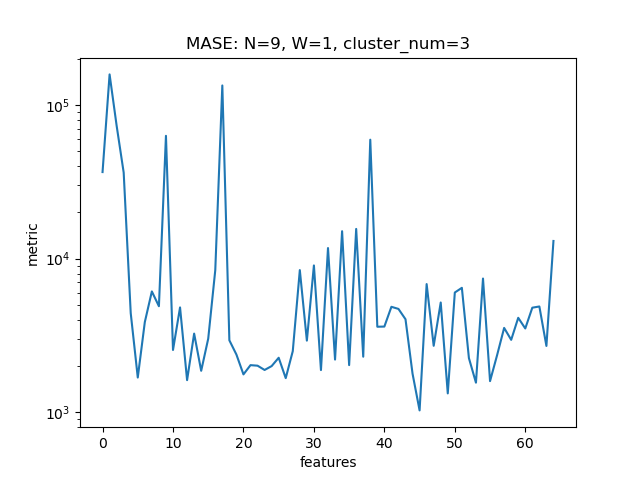 MASE: N=9, W=1, cluster_num=3
10⁵
10⁴
10³
metric
0 10 20 30 40 50 60
features